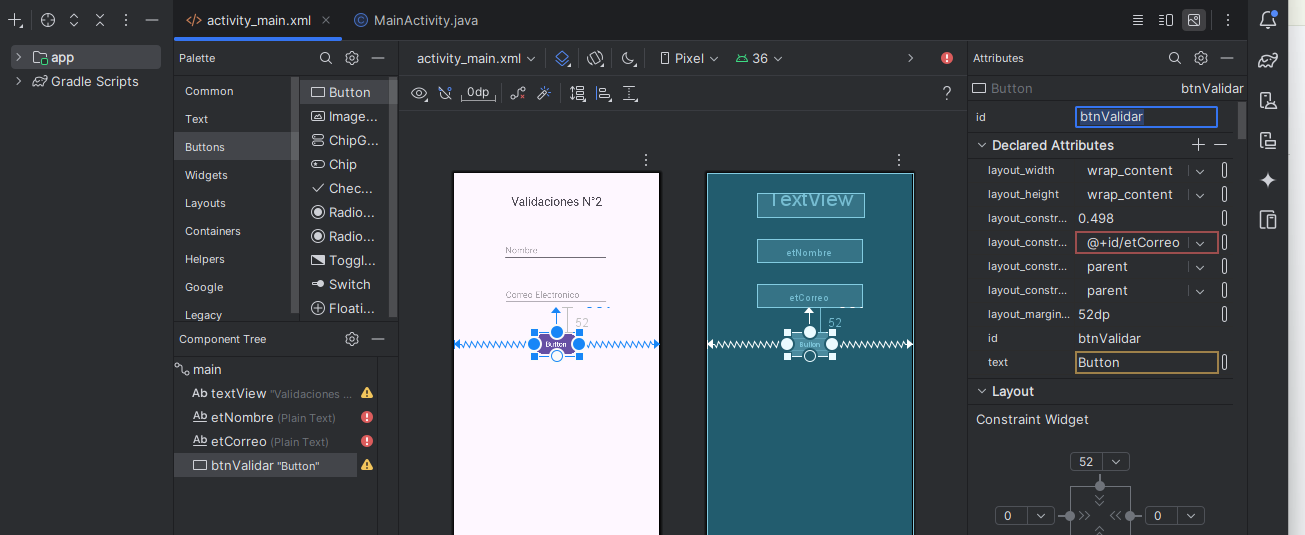 activity_main.xml
MainActivity.java
app
Gradle Scripts
Palette
Common
Text
Buttons
Widgets
Layouts
Containers
Helpers
Google
Legacy
Button
Image...
ChipG...
Chip
Chec...
Radio...
Radio...
Toggl...
Switch
Floati...
Component Tree
main
Ab textView "Validaciones ...
Ab etNombre (Plain Text)
Ab etCorreo (Plain Text)
btnValidar "Button"
activity_main.xml
Pixel
36
0dp
?
Validaciones N°2
Nombre
Correo Electronico
52
Button
TextView
etNombre
etCorreo
52
Button
Attributes
Button
btnValidar
id btnValidar
Declared Attributes
layout_width wrap_content
layout_height wrap_content
layout_constr... 0.498
layout_constr... @+id/etCorreo
layout_constr... parent
layout_constr... parent
layout_margin... 52dp
id btnValidar
text Button
Layout
Constraint Widget
52
0
0